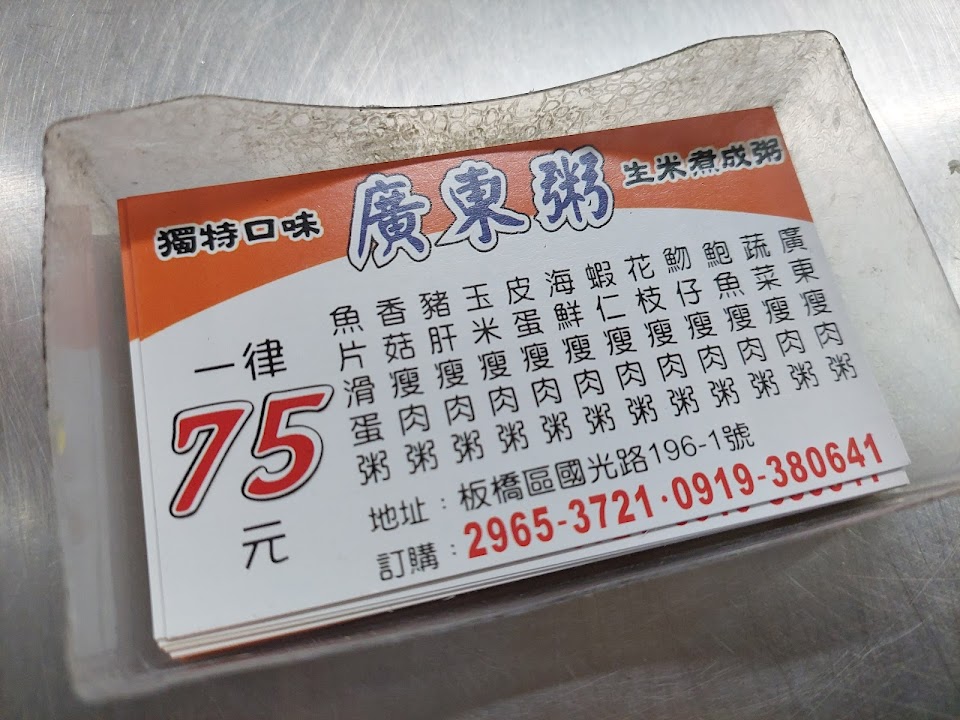 獨特口味
廣東粥
生米煮成粥
廣東瘦肉粥
蔬菜瘦肉粥
鮑魚瘦肉粥
魩仔瘦肉粥
花枝瘦肉粥
蝦仁瘦肉粥
海鮮瘦肉粥
皮蛋瘦肉粥
玉米瘦肉粥
豬肝瘦肉粥
香菇瘦肉粥
魚片滑蛋粥
一律
75
元
地址：板橋區國光路196-1號
訂購：2965-3721·0919-380641